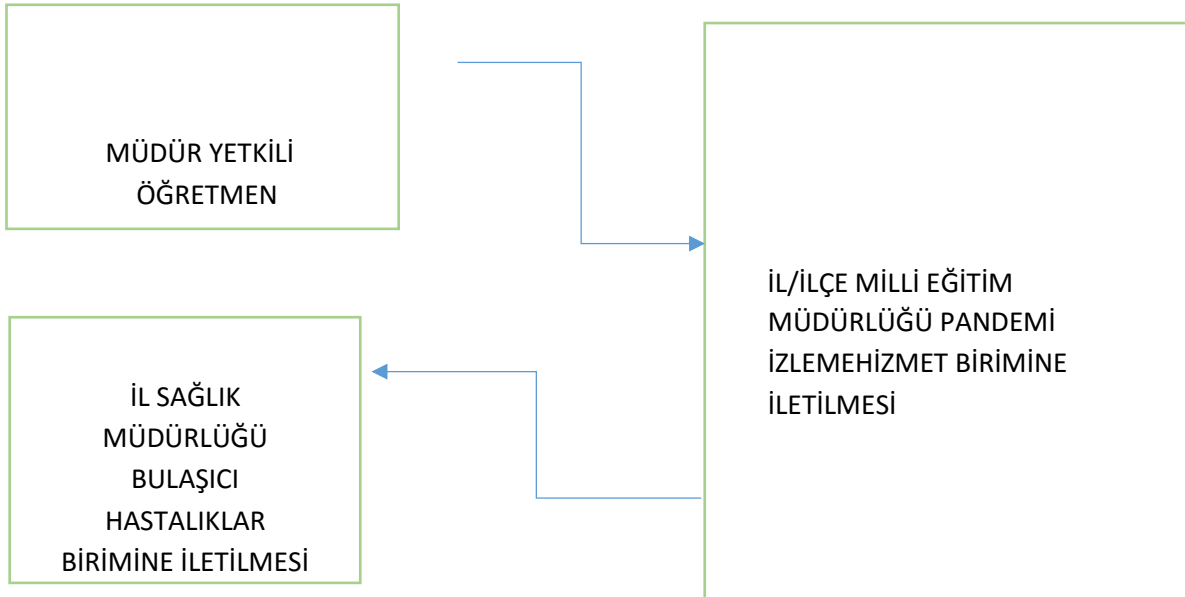 MÜDÜR YETKİLİ
ÖĞRETMEN
İL/İLÇE MİLLİ EĞİTİM
MÜDÜRLÜĞÜ PANDEMİ
İZLEMEHİZMET BİRİMİNE
İLETİLMESİ
İL SAĞLIK
MÜDÜRLÜĞÜ
BULAŞICI
HASTALIKLAR
BİRİMİNE İLETİLMESİ